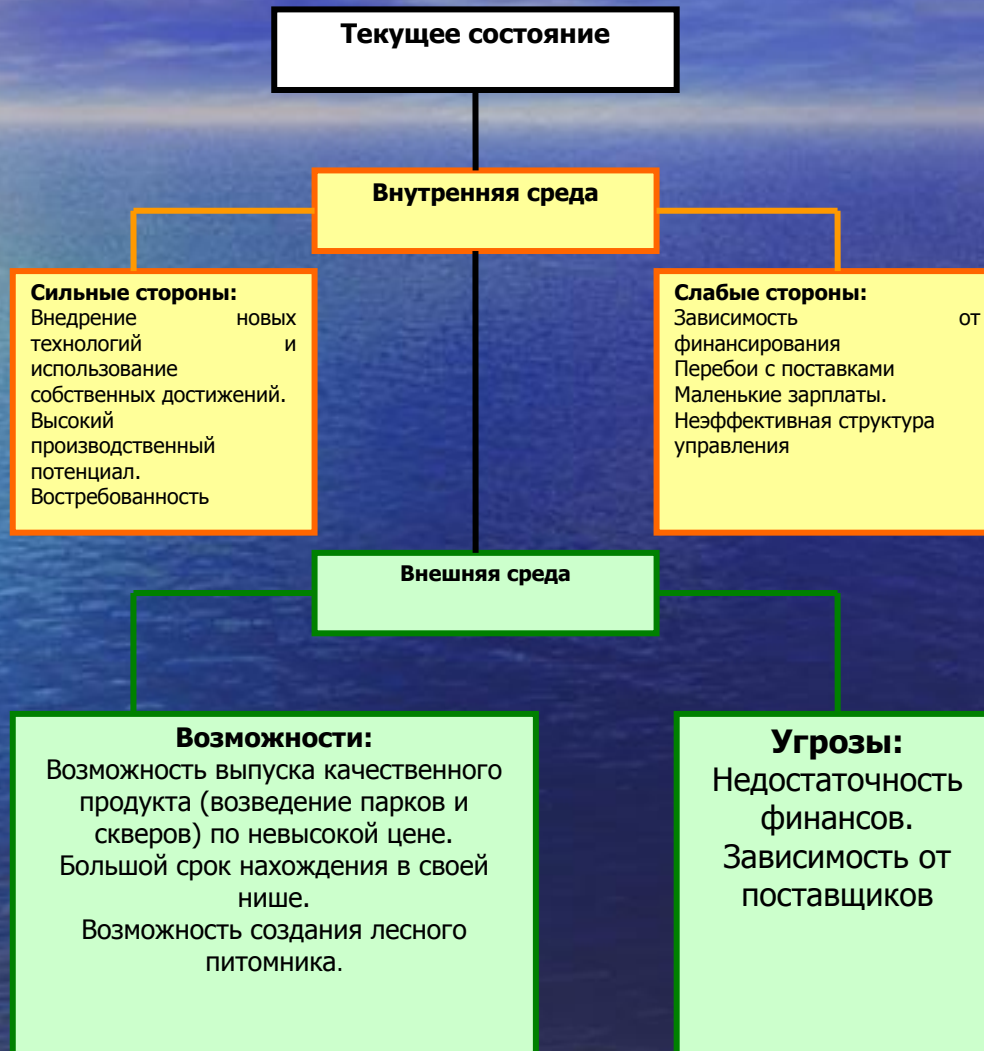 Текущее состояние
Внутренняя среда
Сильные стороны:
Внедрение новых
технологий и
использование
собственных достижений.
Высокий
производственный
потенциал.
Востребованность
Слабые стороны:
Зависимость от
финансирования
Перебои с поставками
Маленькие зарплаты.
Неэффективная структура
управления
Внешняя среда
Возможности:
Возможность выпуска качественного
продукта (возведение парков и
скверов) по невысокой цене.
Большой срок нахождения в своей
нише.
Возможность создания лесного
питомника.
Угрозы:
Недостаточность
финансов.
Зависимость от
поставщиков